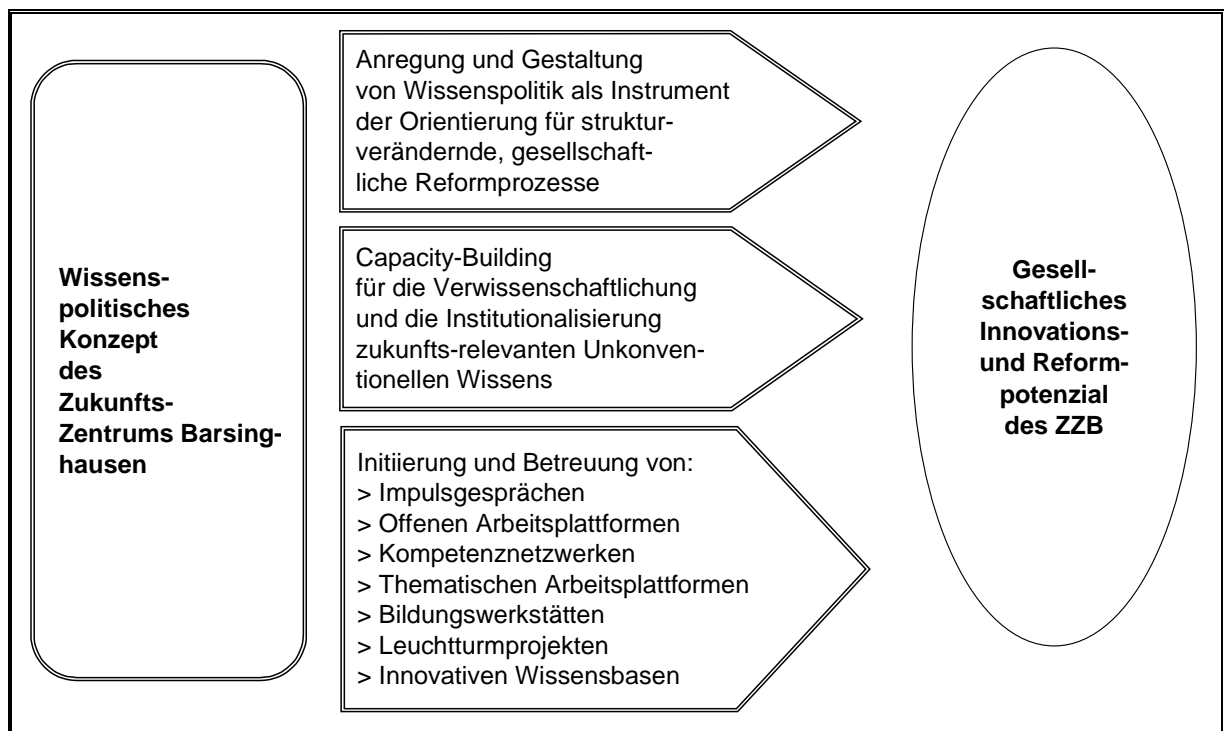 Wissens-
politisches
Konzept
des
Zukunfts-
Zentrums Barsing-
hausen
Anregung und Gestaltung
von Wissenspolitik als Instrument
der Orientierung für struktur-
verändernde, gesellschaft-
liche Reformprozesse
Capacity-Building
für die Verwissenschaftlichung
und die Institutionalisierung
zukunfts-relevanten Unkonven-
tionellen Wissens
Initiierung und Betreuung von:
> Impulsgesprächen
> Offenen Arbeitsplattformen
> Kompetenznetzwerken
> Thematischen Arbeitsplattformen
> Bildungswerkstätten
> Leuchtturmprojekten
> Innovativen Wissensbasen
Gesell-
schaftliches
Innovations-
und Reform-
potenzial
des ZZB